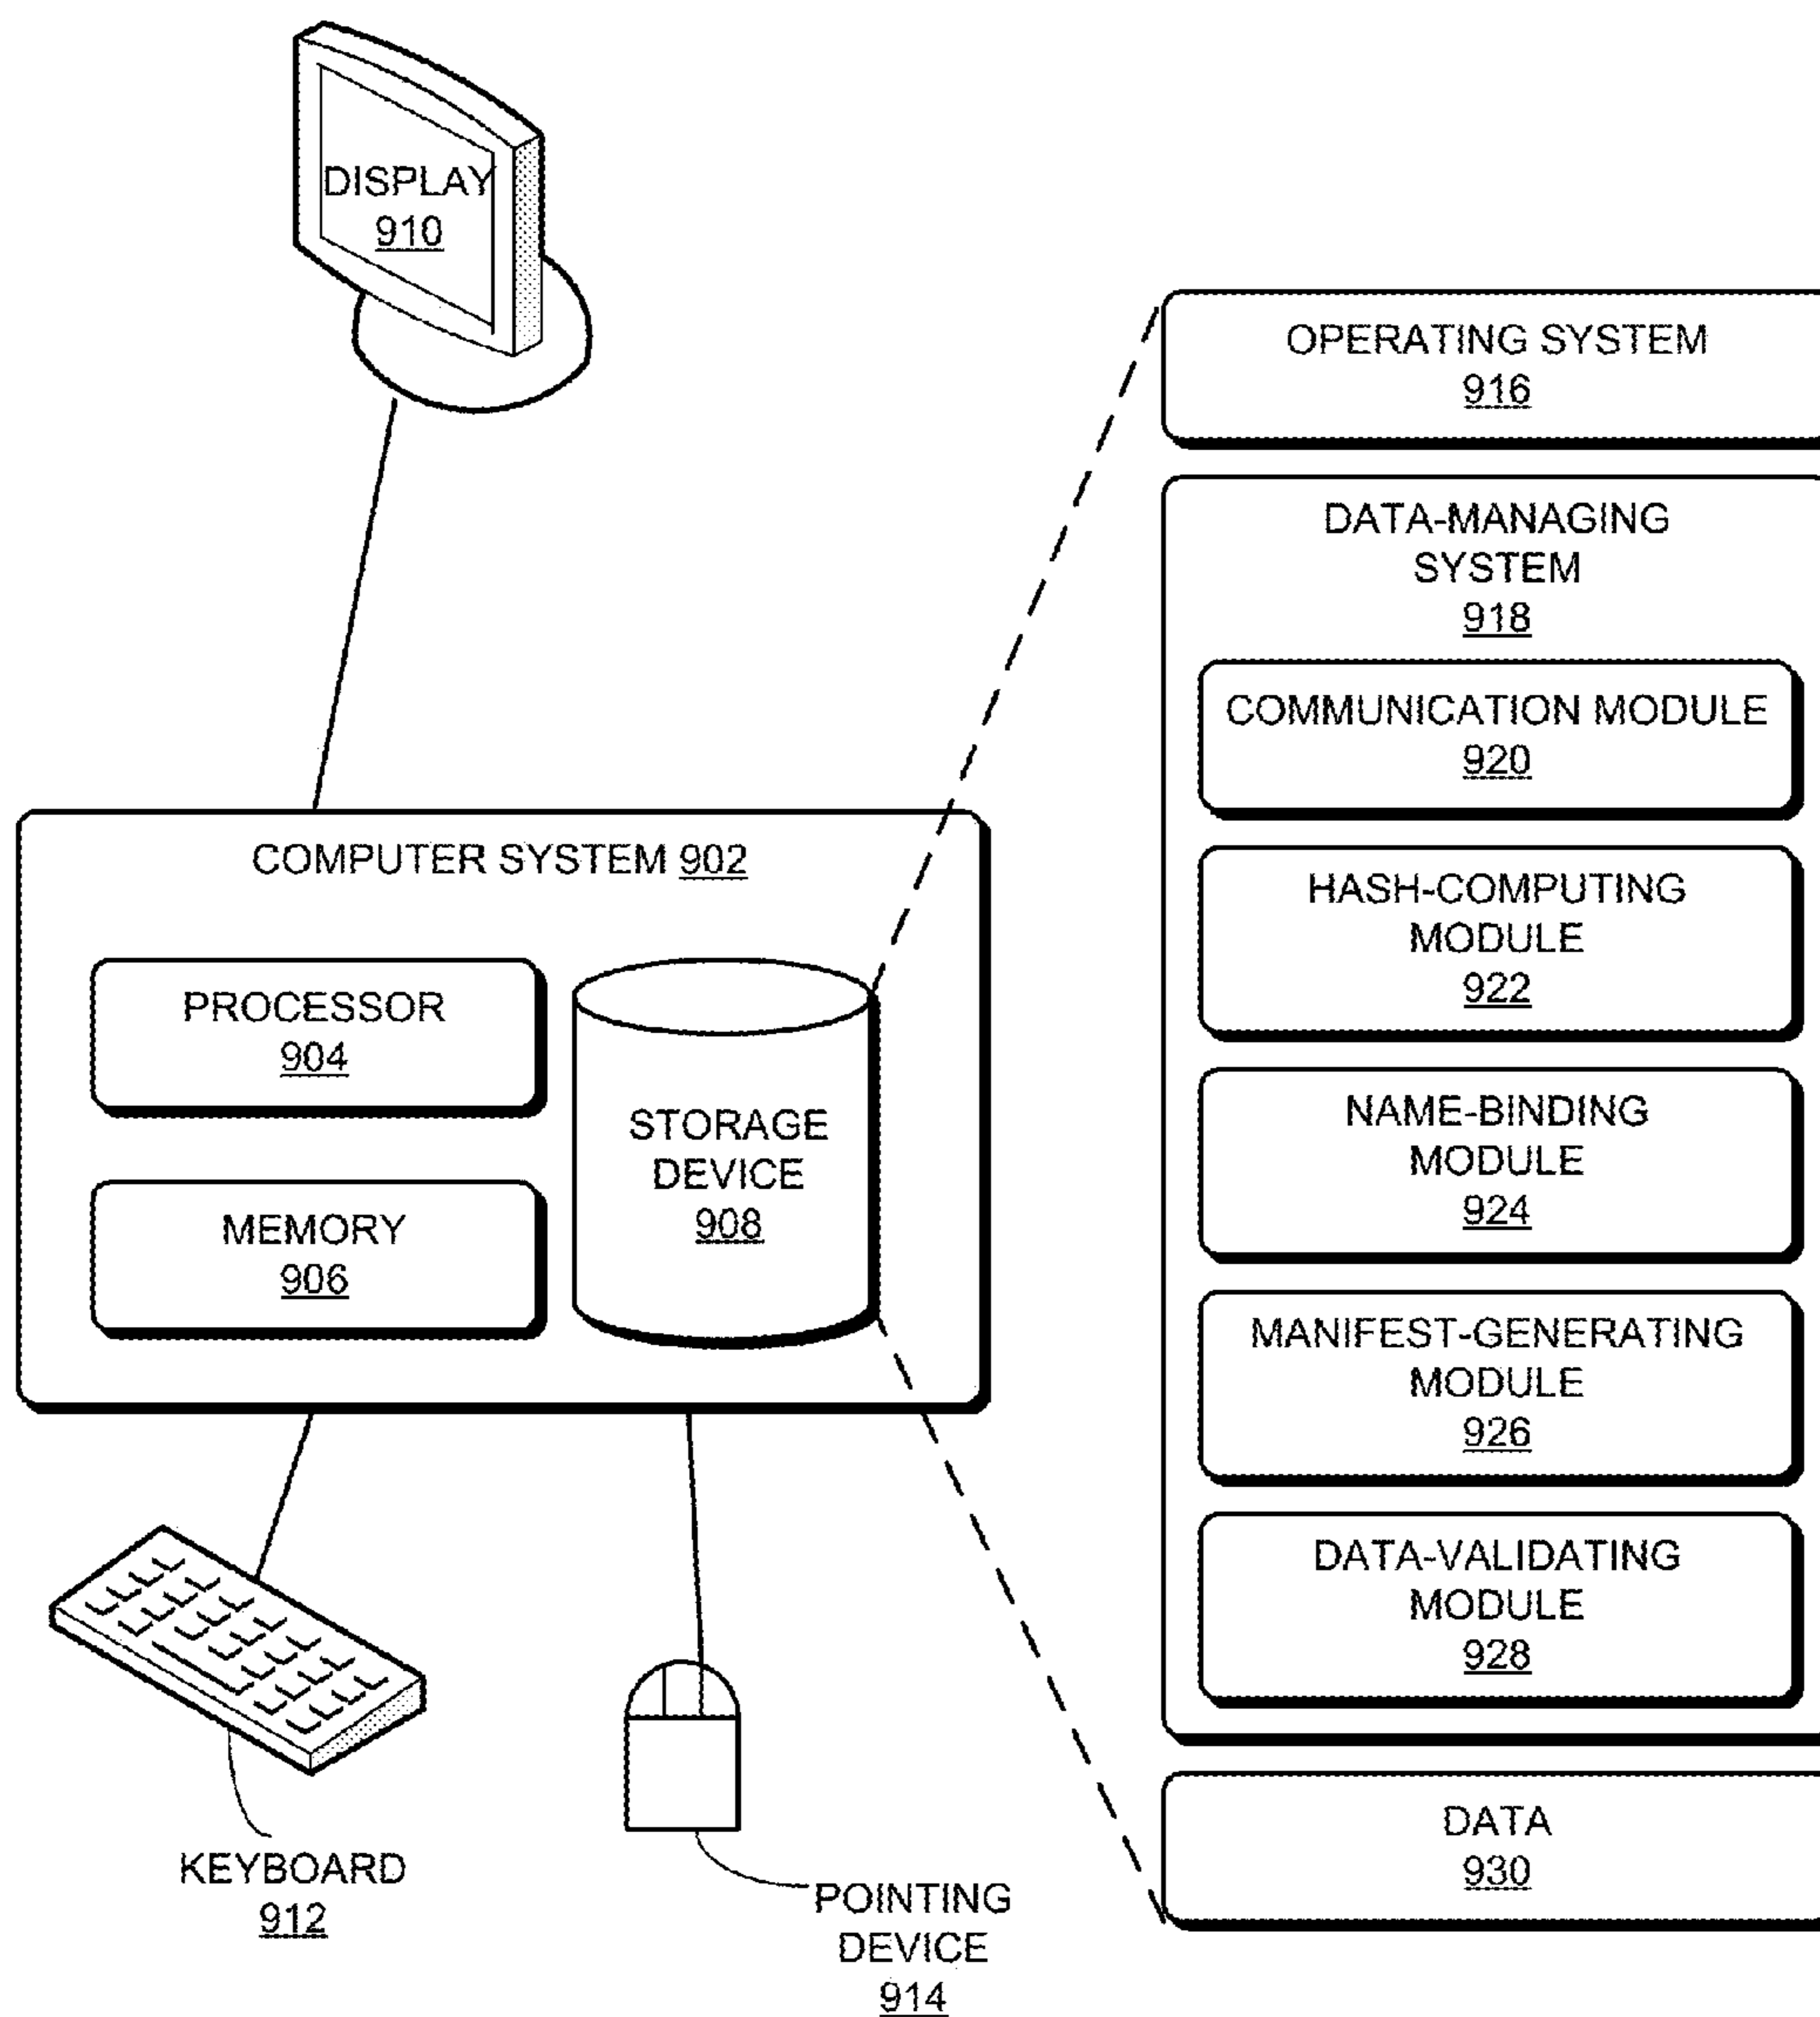 DISPLAY
910
COMPUTER SYSTEM 902
PROCESSOR
904
MEMORY
906
STORAGE
DEVICE
908
KEYBOARD
912
POINTING
DEVICE
914
OPERATING SYSTEM
916
DATA-MANAGING
SYSTEM
918
COMMUNICATION MODULE
920
HASH-COMPUTING
MODULE
922
NAME-BINDING
MODULE
924
MANIFEST-GENERATING
MODULE
926
DATA-VALIDATING
MODULE
928
DATA
930